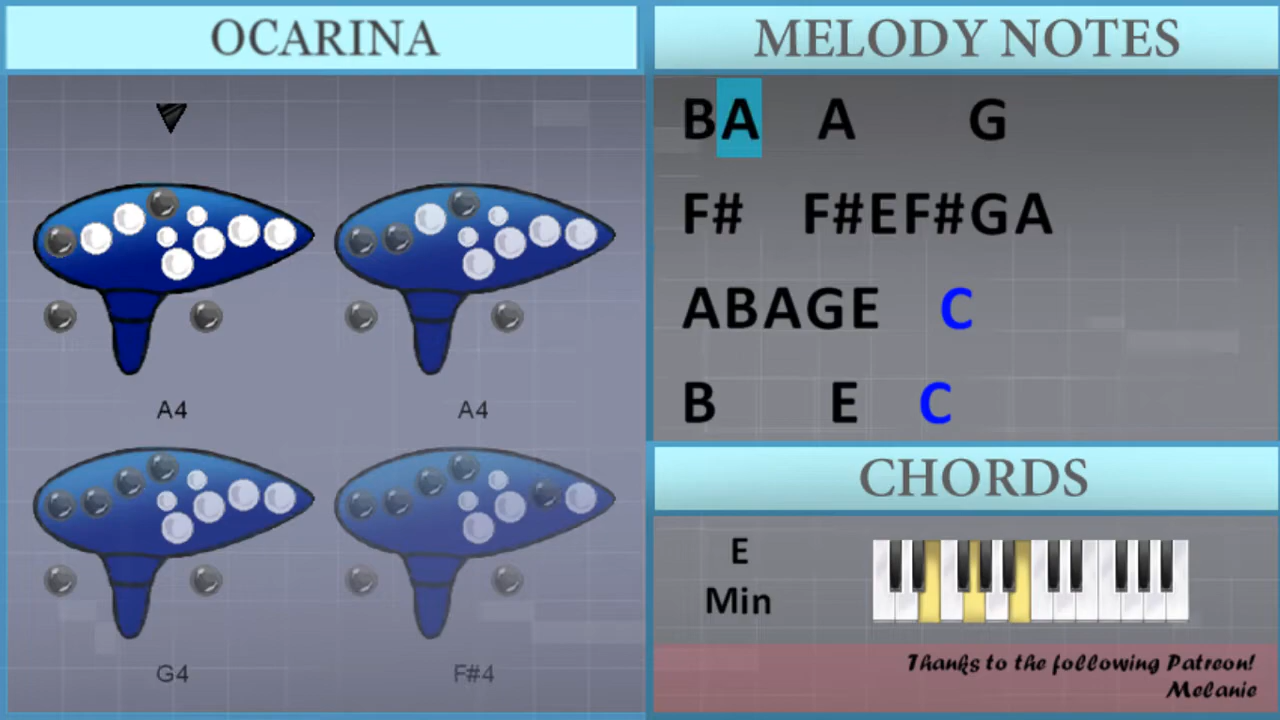 OCARINA
A4 A4
G4 F#4
MELODY NOTES
BA A G
F# F#EF#GA
ABAGE C
B E C
CHORDS
E
Min
Thanks to the following Patreon!
Melanie